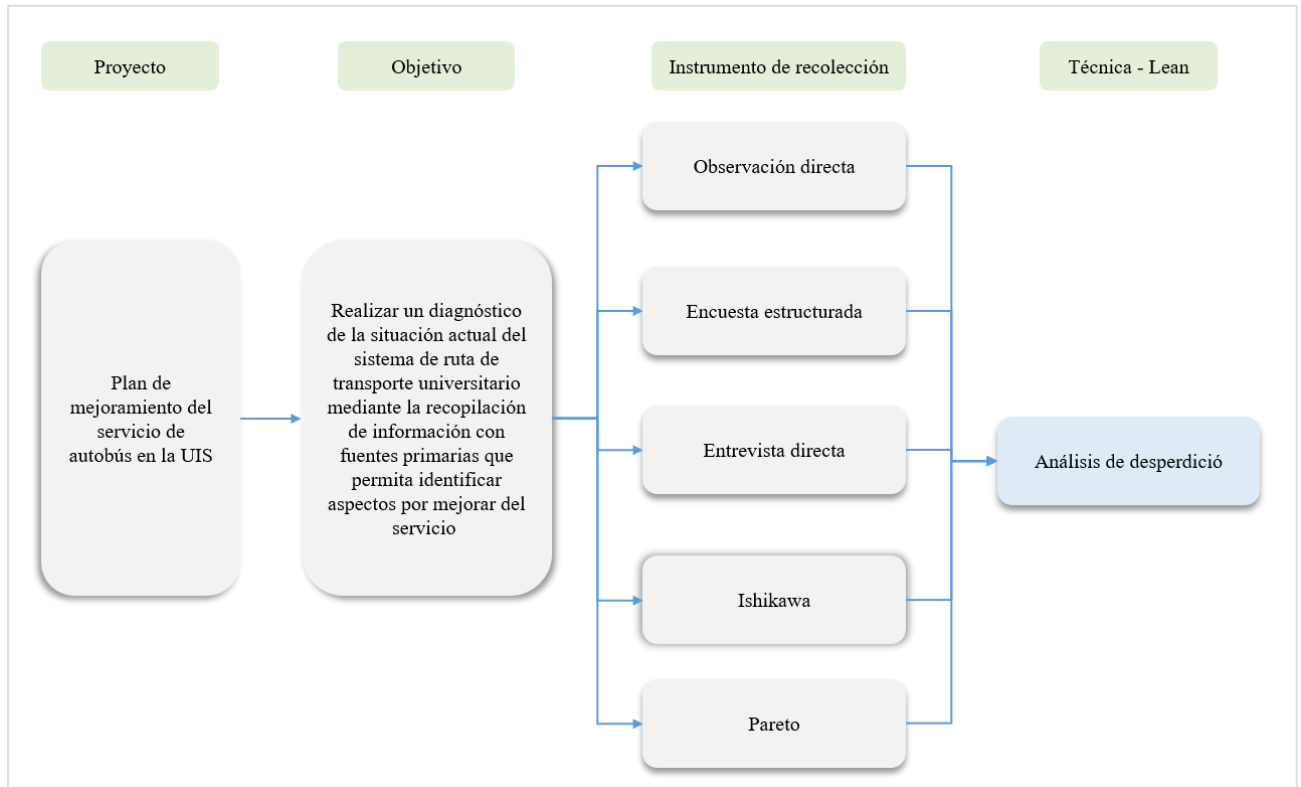 Proyecto
Objetivo
Instrumento de recolección
Técnica - Lean
Plan de
mejoramiento del
servicio de
autobús en la UIS
Realizar un diagnóstico
de la situación actual del
sistema de ruta de
transporte universitario
mediante la recopilación
de información con
fuentes primarias que
permita identificar
aspectos por mejorar del
servicio
Observación directa
Encuesta estructurada
Entrevista directa
Ishikawa
Pareto
Análisis de desperdició